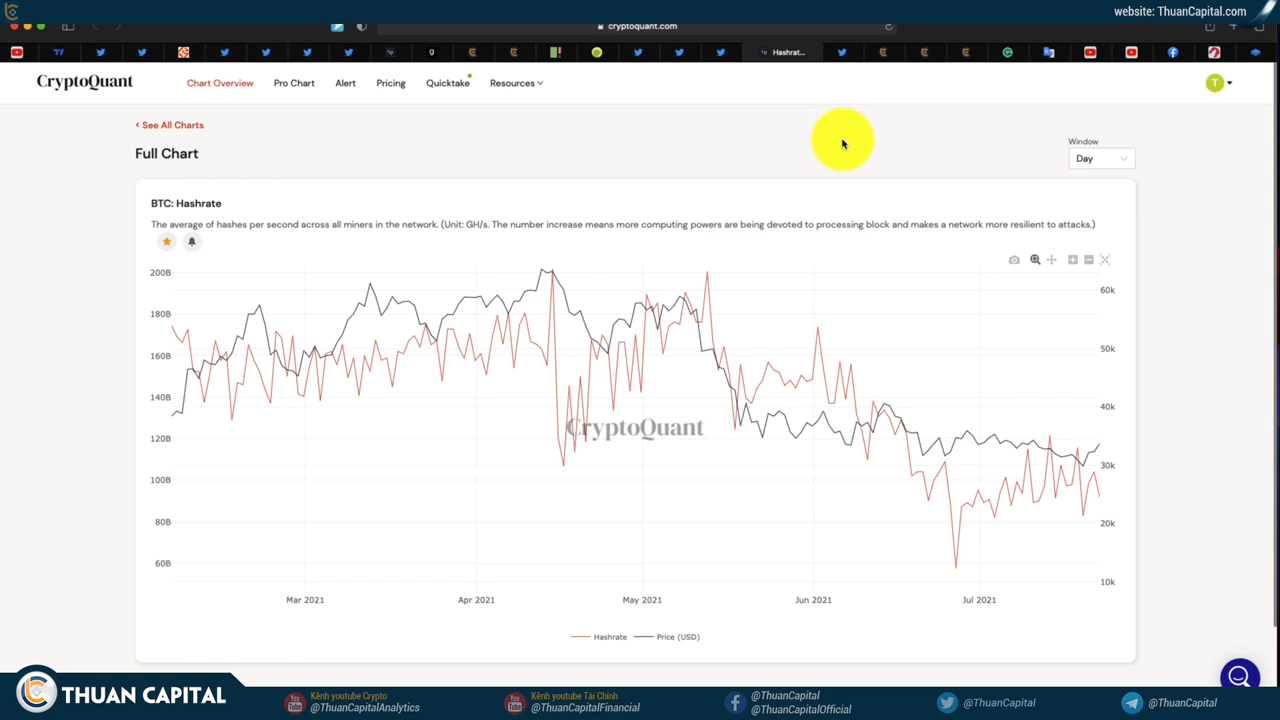 website: ThuanCapital.com
cryptoquant.com
Hashrat...
CryptoQuant
Chart Overview
Pro Chart
Alert
Pricing
Quicktake
Resources
T
< See All Charts
Full Chart
Window
Day
BTC: Hashrate
The average of hashes per second across all miners in the network. (Unit: GH/s. The number increase means more computing powers are being devoted to processing block and makes a network more resilient to attacks.)
200B
180B
160B
140B
120B
100B
80B
60B
60k
50k
40k
30k
20k
10k
CryptoQuant
Mar 2021
Apr 2021
May 2021
Jun 2021
Jul 2021
Hashrate
Price (USD)
THUAN CAPITAL
Kênh youtube Crypto
@ThuanCapitalAnalytics
Kênh youtube Tài Chính
@ThuanCapitalFinancial
@ThuanCapital
@ThuanCapitalOfficial
@ThuanCapital
@ThuanCapital